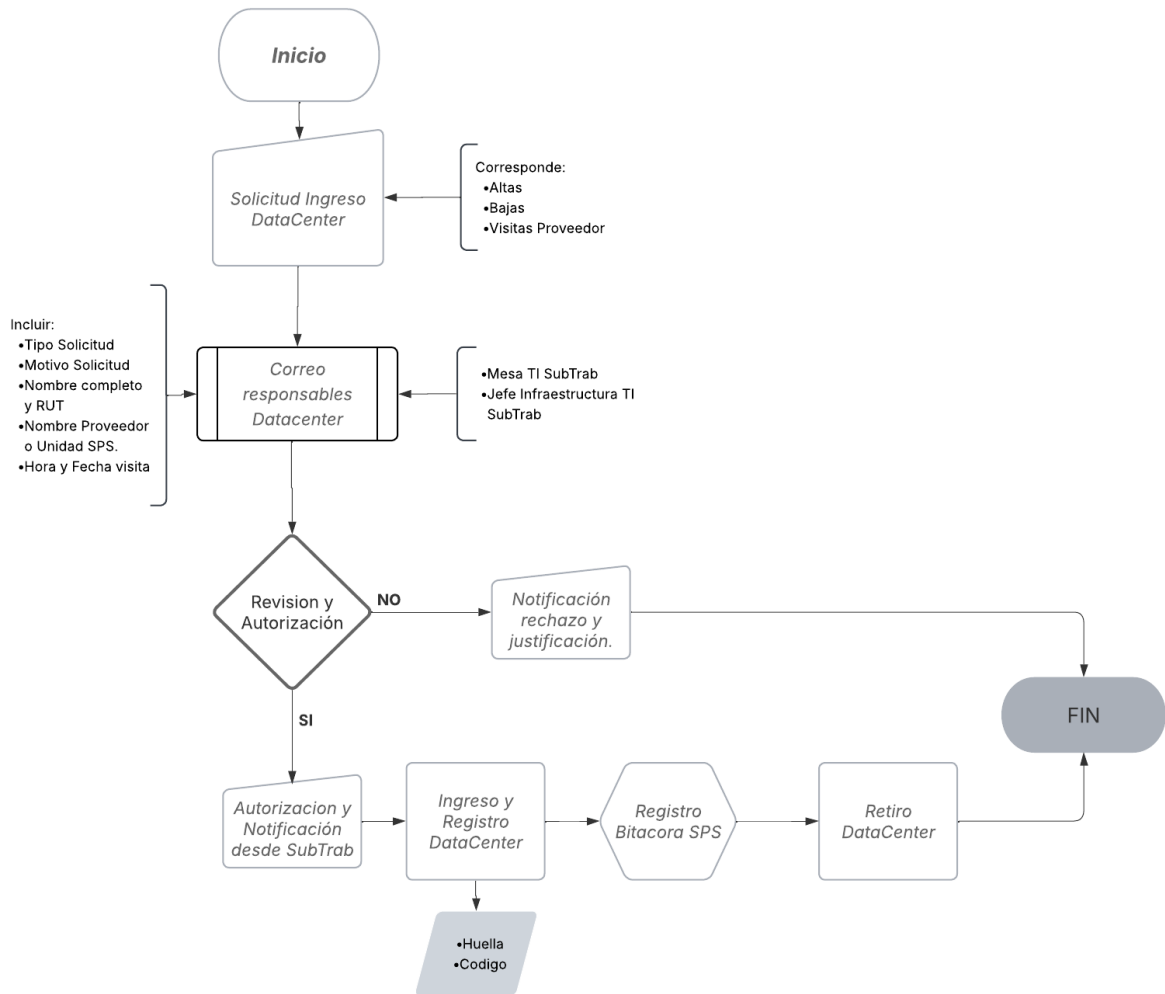 Inicio
Solicitud Ingreso
DataCenter
Corresponde:
•Altas
•Bajas
•Visitas Proveedor
Incluir:
•Tipo Solicitud
•Motivo Solicitud
•Nombre completo
y RUT
•Nombre Proveedor
o Unidad SPS.
•Hora y Fecha visita
Correo
responsables
Datacenter
•Mesa TI SubTrab
•Jefe Infraestructura TI
SubTrab
Revision y
Autorización
NO
Notificación
rechazo y
justificación.
FIN
SI
Autorizacion y
Notificación
desde SubTrab
Ingreso y
Registro
DataCenter
Registro
Bitacora SPS
Retiro
DataCenter
•Huella
•Codigo